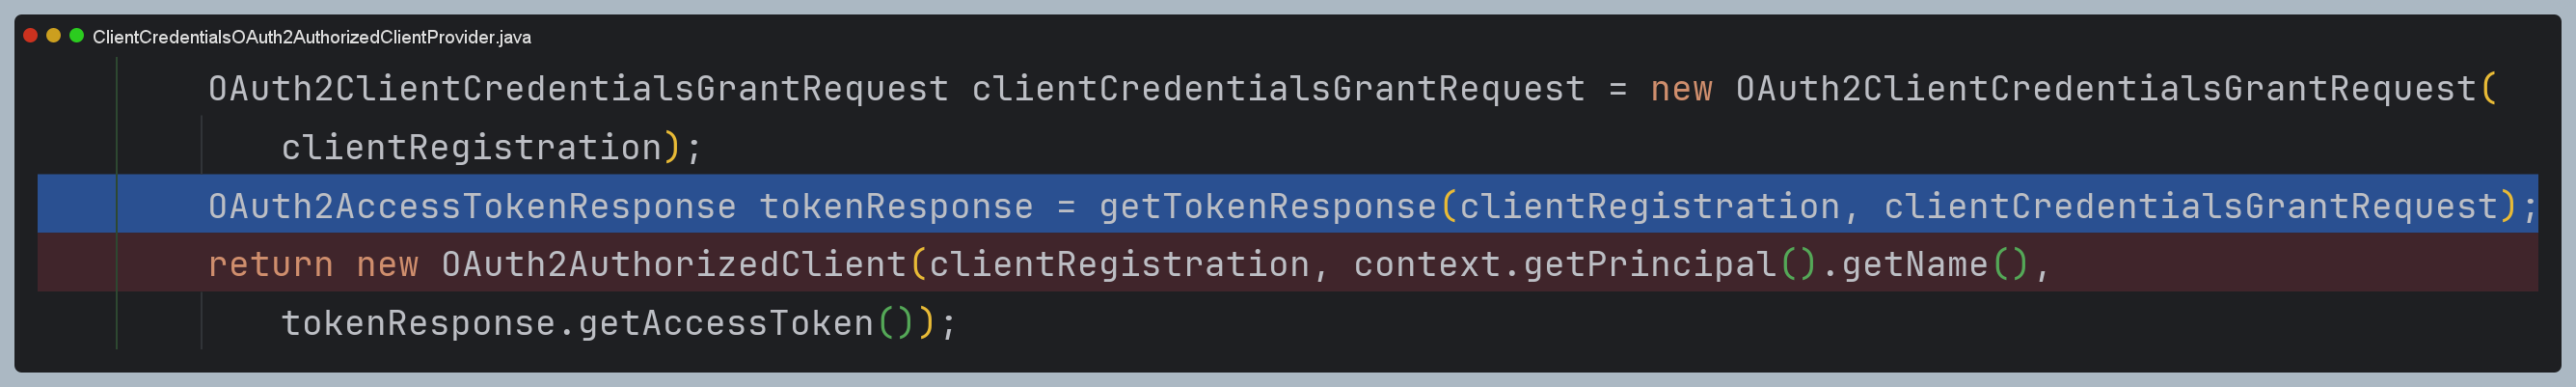 ClientCredentialsOAuth2AuthorizedClientProvider.java
OAuth2ClientCredentialsGrantRequest clientCredentialsGrantRequest = new OAuth2ClientCredentialsGrantRequest(
clientRegistration);
OAuth2AccessTokenResponse tokenResponse = getTokenResponse(clientRegistration, clientCredentialsGrantRequest);
return new OAuth2AuthorizedClient(clientRegistration, context.getPrincipal().getName(),
tokenResponse.getAccessToken());